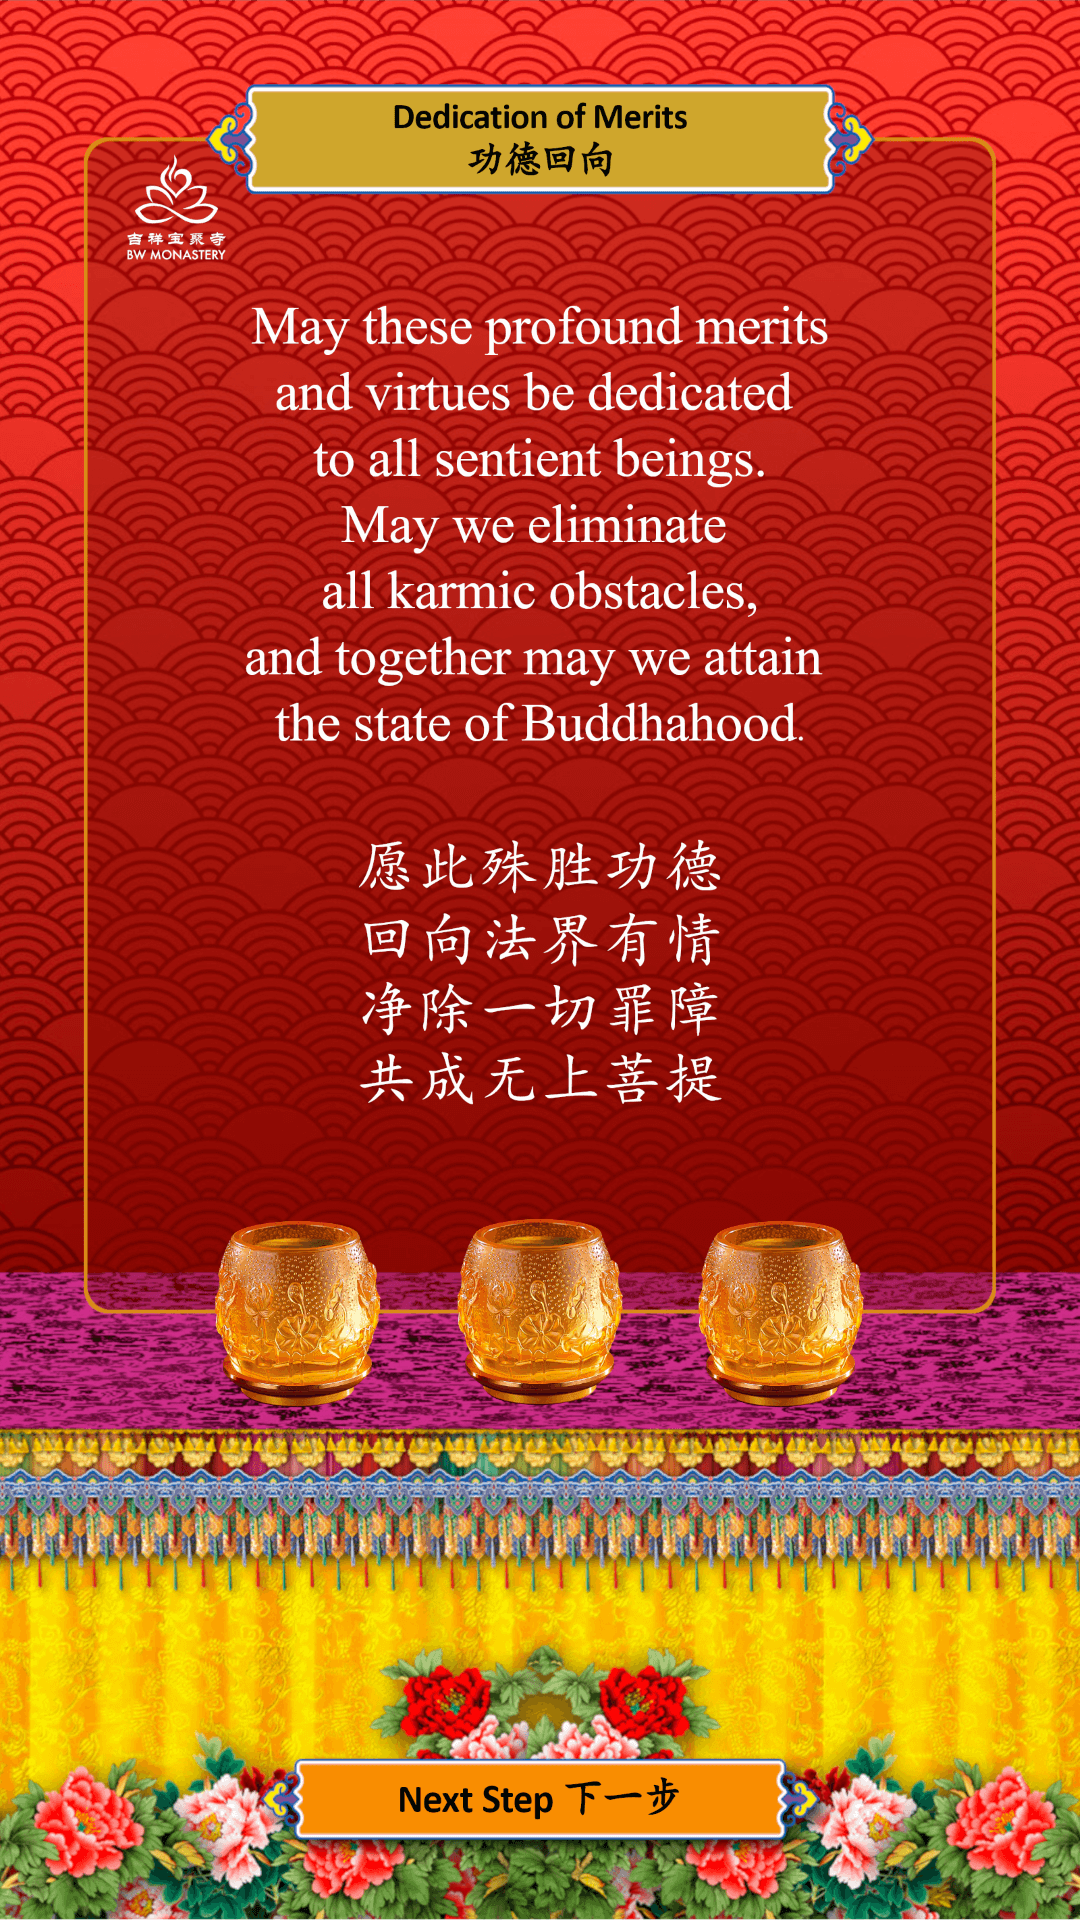 Dedication of Merits
功德回向
吉祥宝聚寺
BW MONASTERY
May these profound merits
and virtues be dedicated
to all sentient beings.
May we eliminate
all karmic obstacles,
and together may we attain
the state of Buddhahood.
愿此殊胜功德
回向法界有情
净除一切罪障
共成无上菩提
Next Step 下一步